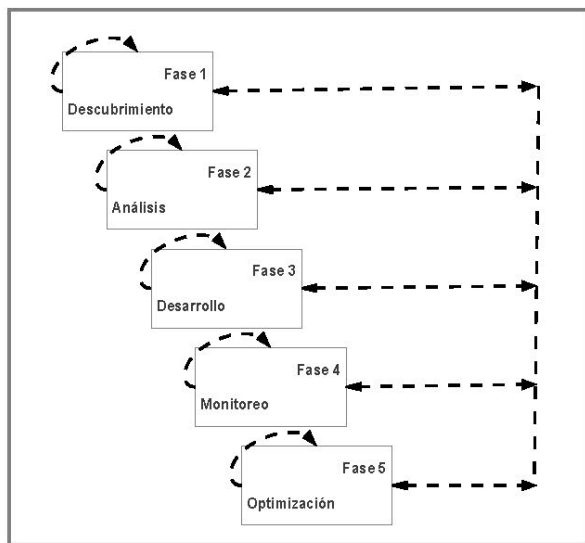 Fase 1
Descubrimiento
Fase 2
Análisis
Fase 3
Desarrollo
Fase 4
Monitoreo
Fase 5
Optimización